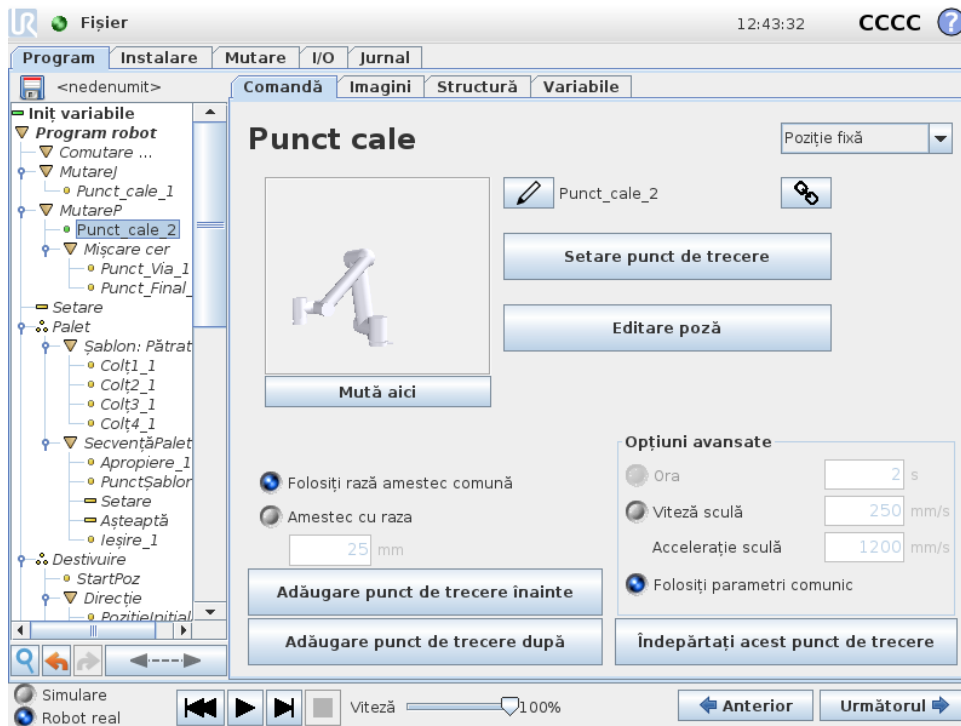 UR Fișier 12:43:32 CCCC ?
Program Instalare Mutare I/O Jurnal
<nedenumit>
Comandă Imagini Structură Variabile
Iniț variabile
Program robot
Comutare ...
MutareJ
Punct_cale_1
MutareP
Punct_cale_2
Mișcare cer
Punct_Via_1
Punct_Final_
Setare
Palet
Șablon: Pătrat
Colț1_1
Colț2_1
Colț3_1
Colț4_1
SecvențăPalet
Apropiere_1
PunctȘablor
Setare
Așteaptă
Ieșire_1
Destivuire
StartPoz
Direcție
PozițieInițial
Punct cale
Poziție fixă
Punct_cale_2
Setare punct de trecere
Editare poză
Mută aici
Folosiți rază amestec comună
Amestec cu raza
25 mm
Opțiuni avansate
Ora 2 s
Viteză sculă 250 mm/s
Accelerație sculă 1200 mm/s
Folosiți parametri comunic
Adăugare punct de trecere înainte
Adăugare punct de trecere după
Îndepărtați acest punct de trecere
Simulare
Robot real
Viteză 100%
Anterior
Următorul